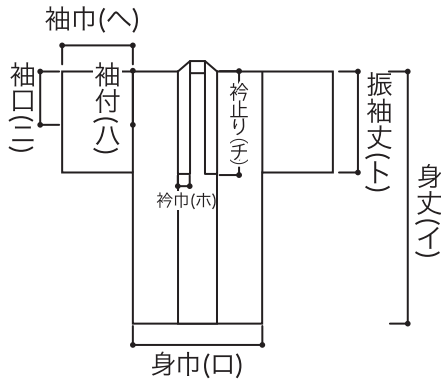 袖巾(ヘ)
袖口(ニ)
袖付(ハ)
衿止り(チ)
振袖丈(ト)
身丈(イ)
衿巾(ホ)
身巾(ロ)